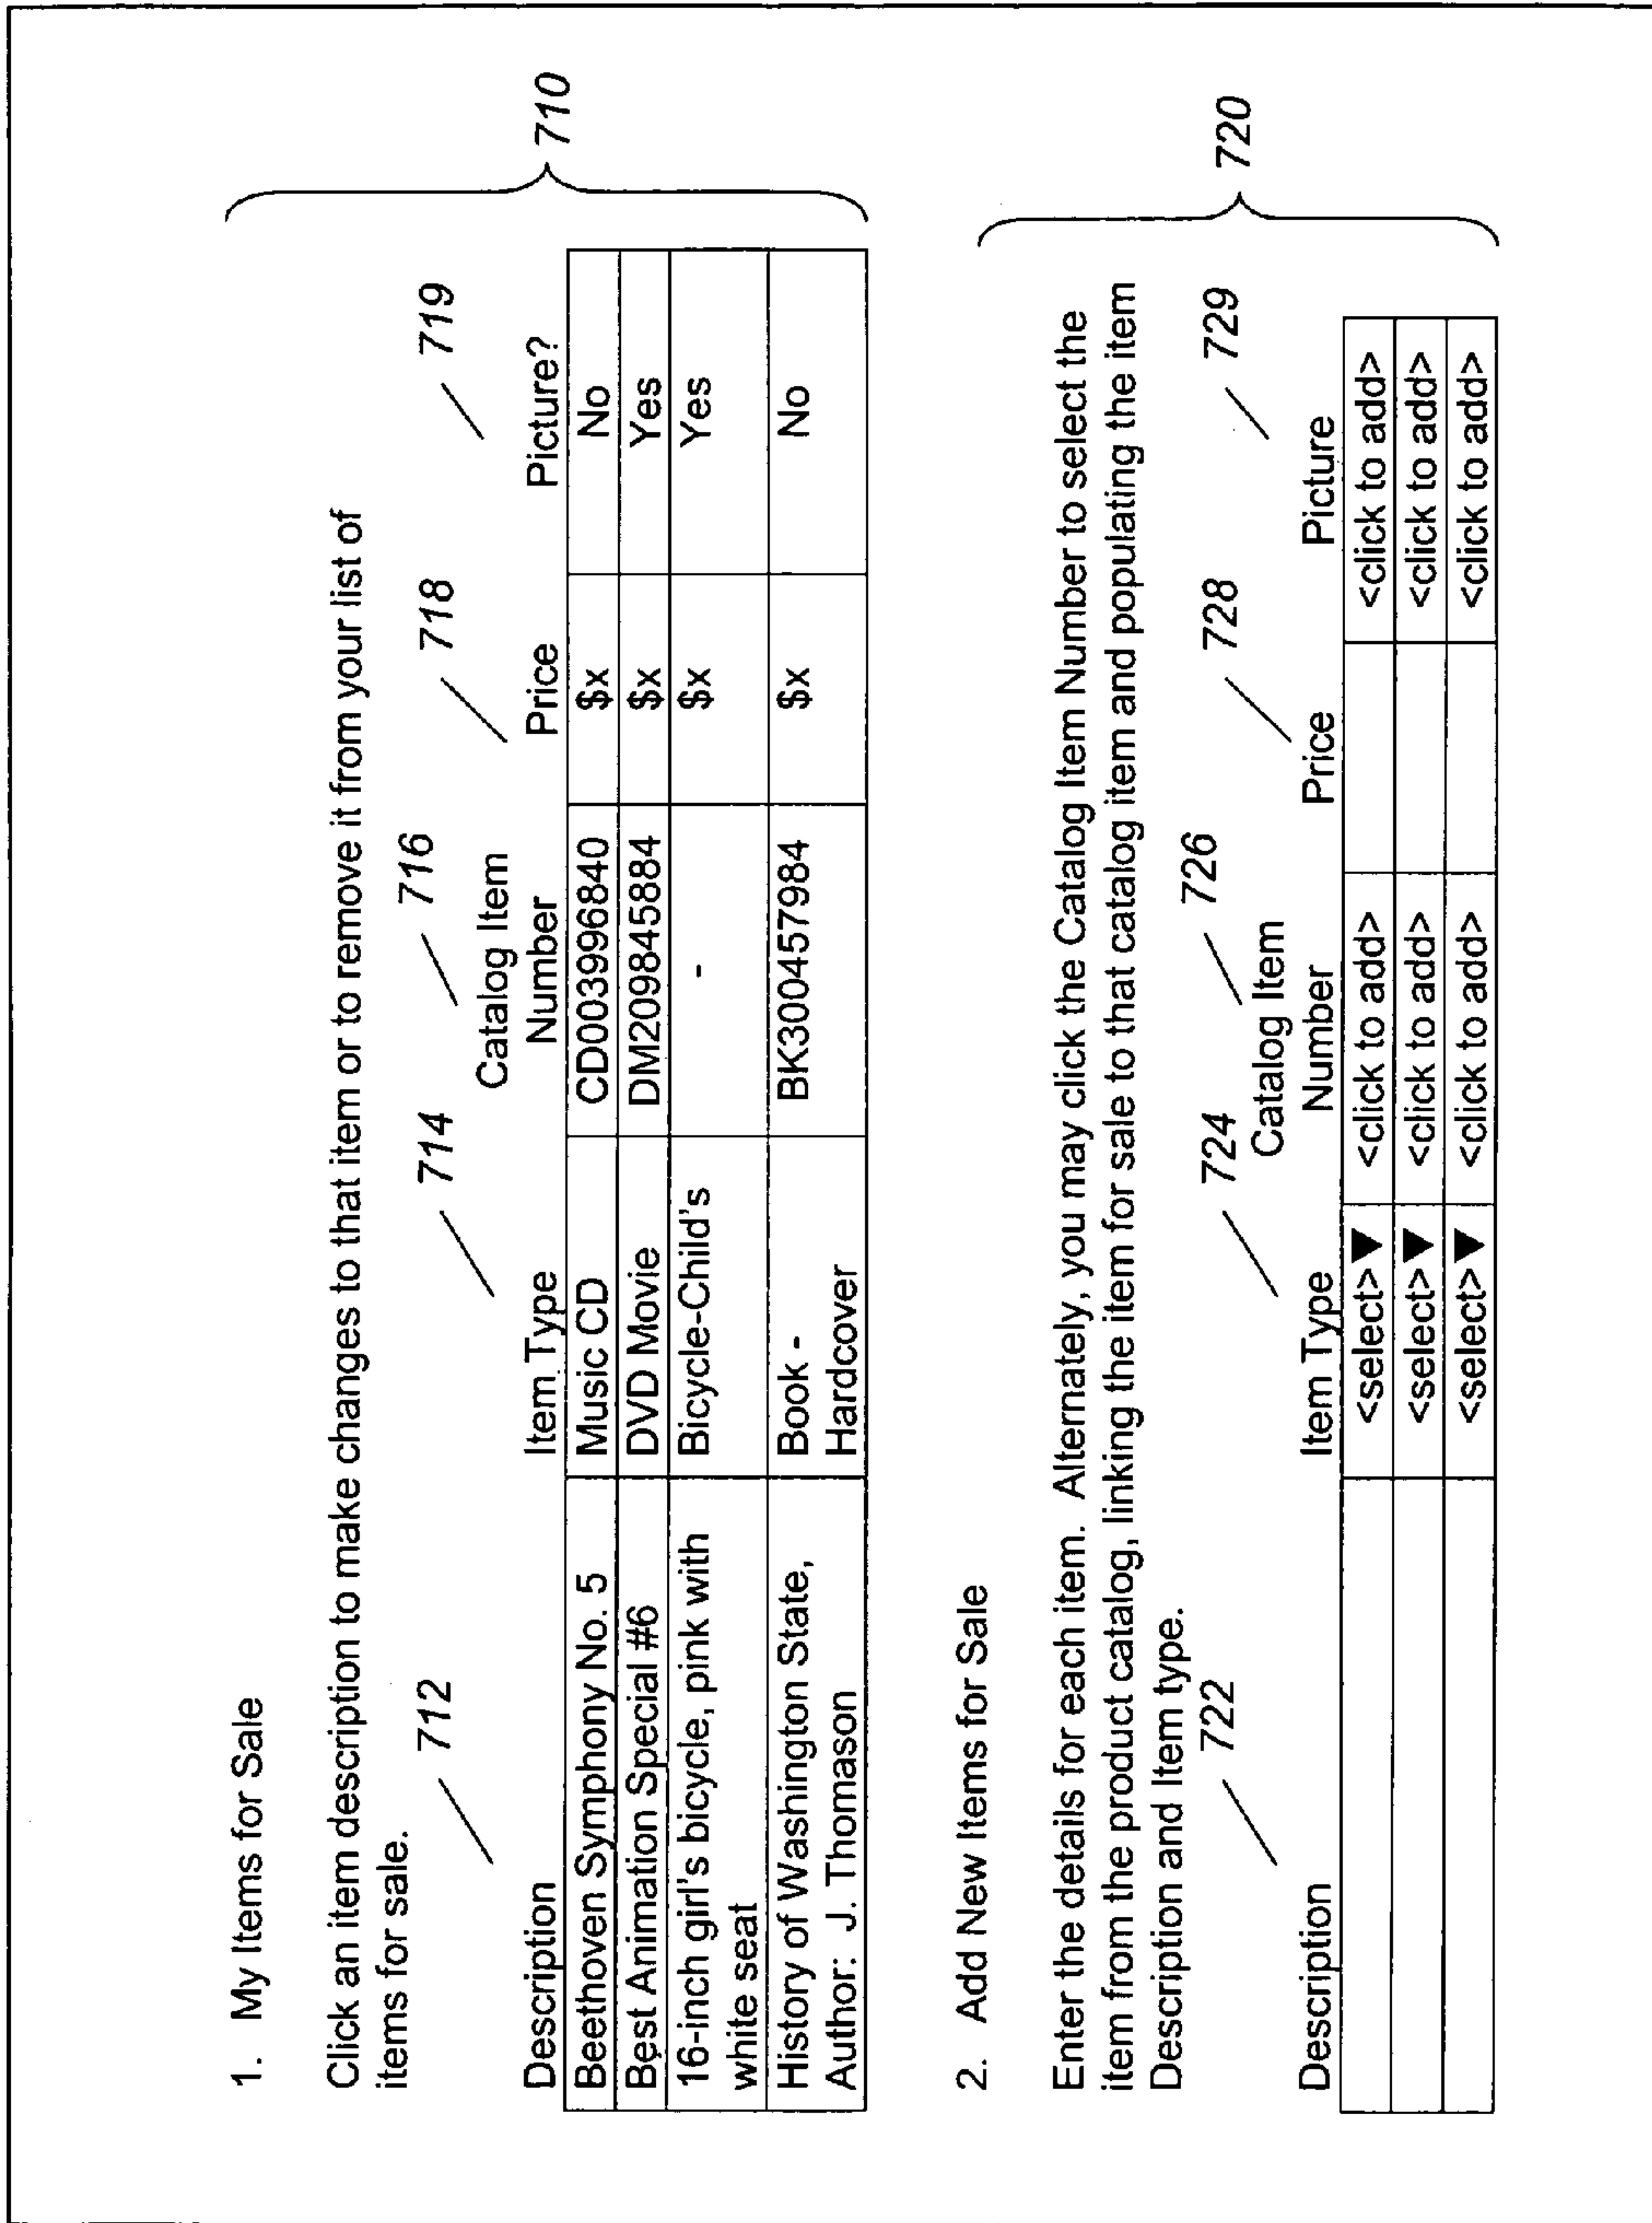 1. My Items for Sale
Click an item description to make changes to that item or to remove it from your list of
items for sale.
712 714 716 718 719
Catalog Item
Description Item Type Number Price Picture?
Beethoven Symphony No. 5 Music CD CD003996840 $x No
Best Animation Special #6 DVD Movie DM209845884 $x Yes
16-inch girl's bicycle, pink with Bicycle-Child's - $x Yes
white seat
History of Washington State, Book - BK300457984 $x No
Author: J. Thomason Hardcover
710
2. Add New Items for Sale
Enter the details for each item. Alternately, you may click the Catalog Item Number to select the
item from the product catalog, linking the item for sale to that catalog item and populating the item
Description and Item type.
722 724 726 728 729
Catalog Item
Description Item Type Number Price Picture
<select>▼ <click to add> <click to add>
<select>▼ <click to add> <click to add>
<select>▼ <click to add> <click to add>
720